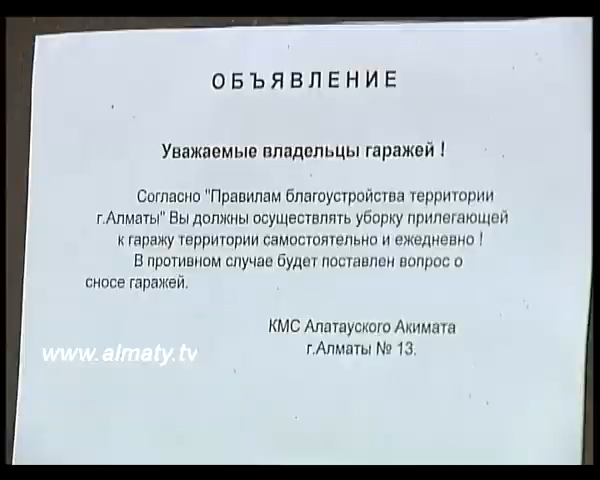 ОБЪЯВЛЕНИЕ
Уважаемые владельцы гаражей !
Согласно "Правилам благоустройства территории
г.Алматы" Вы должны осуществлять уборку прилегающей
к гаражу территории самостоятельно и ежедневно !
В противном случае будет поставлен вопрос о
сносе гаражей.
КМС Алатауского Акимата
г.Алматы № 13.
www.almaty.tv